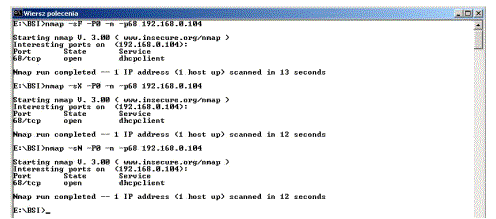 Wiersz polecenia
E:\BSI>nmap -sF -P0 -n -p68 192.168.0.104
Starting nmap V. 3.00 ( www.insecure.org/nmap )
Interesting ports on (192.168.0.104):
Port State Service
68/tcp open dhcpclient
Nmap run completed -- 1 IP address (1 host up) scanned in 13 seconds
E:\BSI>nmap -sX -P0 -n -p68 192.168.0.104
Starting nmap V. 3.00 ( www.insecure.org/nmap )
Interesting ports on (192.168.0.104):
Port State Service
68/tcp open dhcpclient
Nmap run completed -- 1 IP address (1 host up) scanned in 12 seconds
E:\BSI>nmap -sN -P0 -n -p68 192.168.0.104
Starting nmap V. 3.00 ( www.insecure.org/nmap )
Interesting ports on (192.168.0.104):
Port State Service
68/tcp open dhcpclient
Nmap run completed -- 1 IP address (1 host up) scanned in 12 seconds
E:\BSI>_